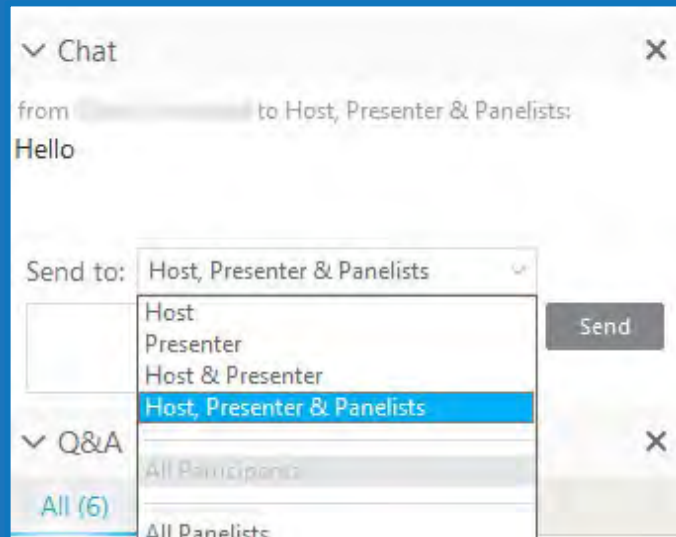 Chat
from to Host, Presenter & Panelists:
Hello
Send to: Host, Presenter & Panelists
Host
Presenter
Host & Presenter
Host, Presenter & Panelists
Send
Q&A
All Participants
All (6)
All Panelists